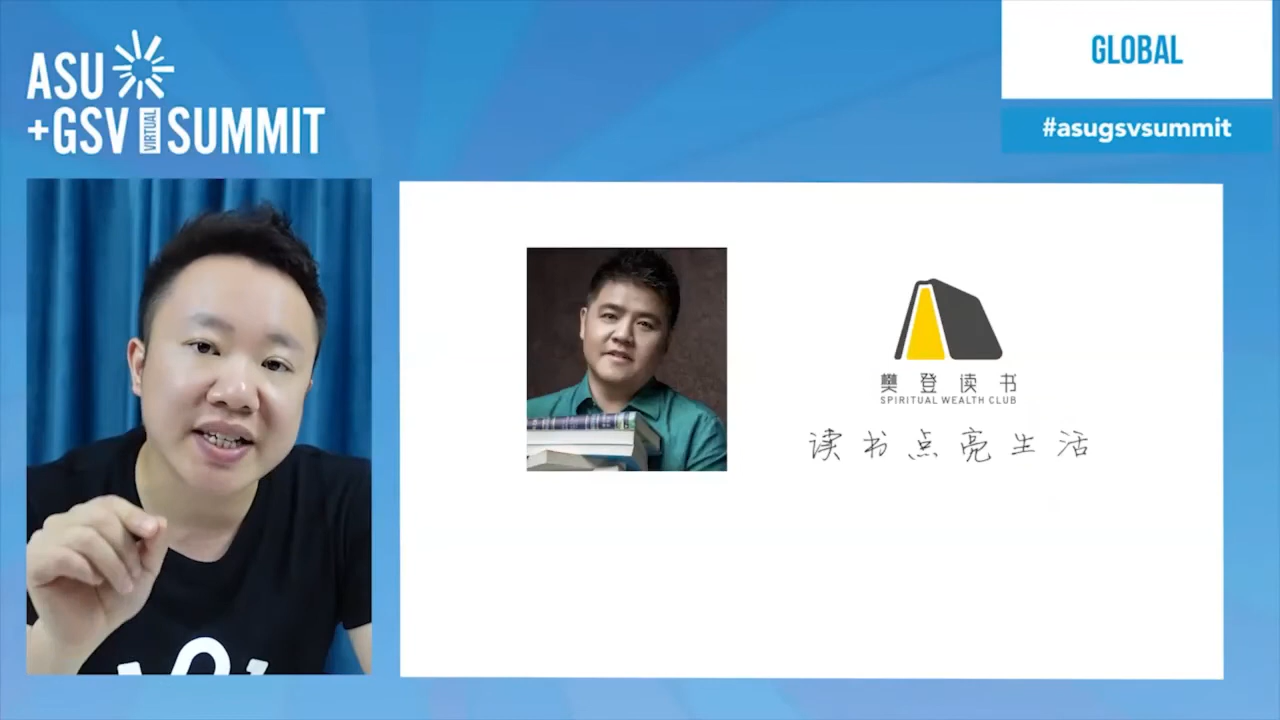 ASU
+GSV VIRTUAL SUMMIT
GLOBAL
#asugsvsummit
樊登读书
SPIRITUAL WEALTH CLUB
读书点亮生活